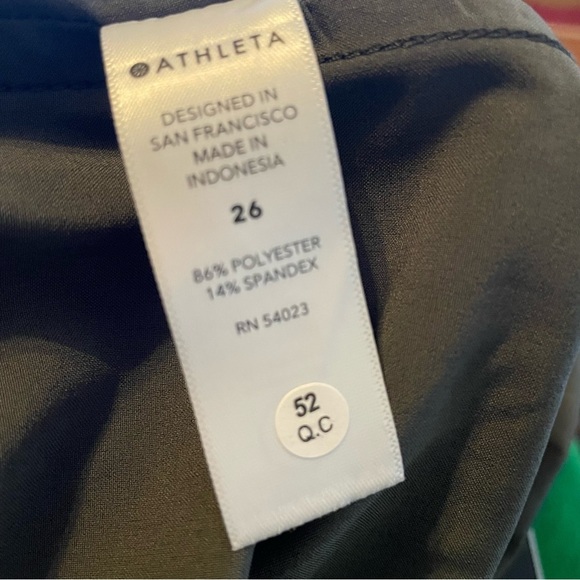 ATHLETA
DESIGNED IN
SAN FRANCISCO
MADE IN
INDONESIA
26
86% POLYESTER
14% SPANDEX
RN 54023
52
Q.C